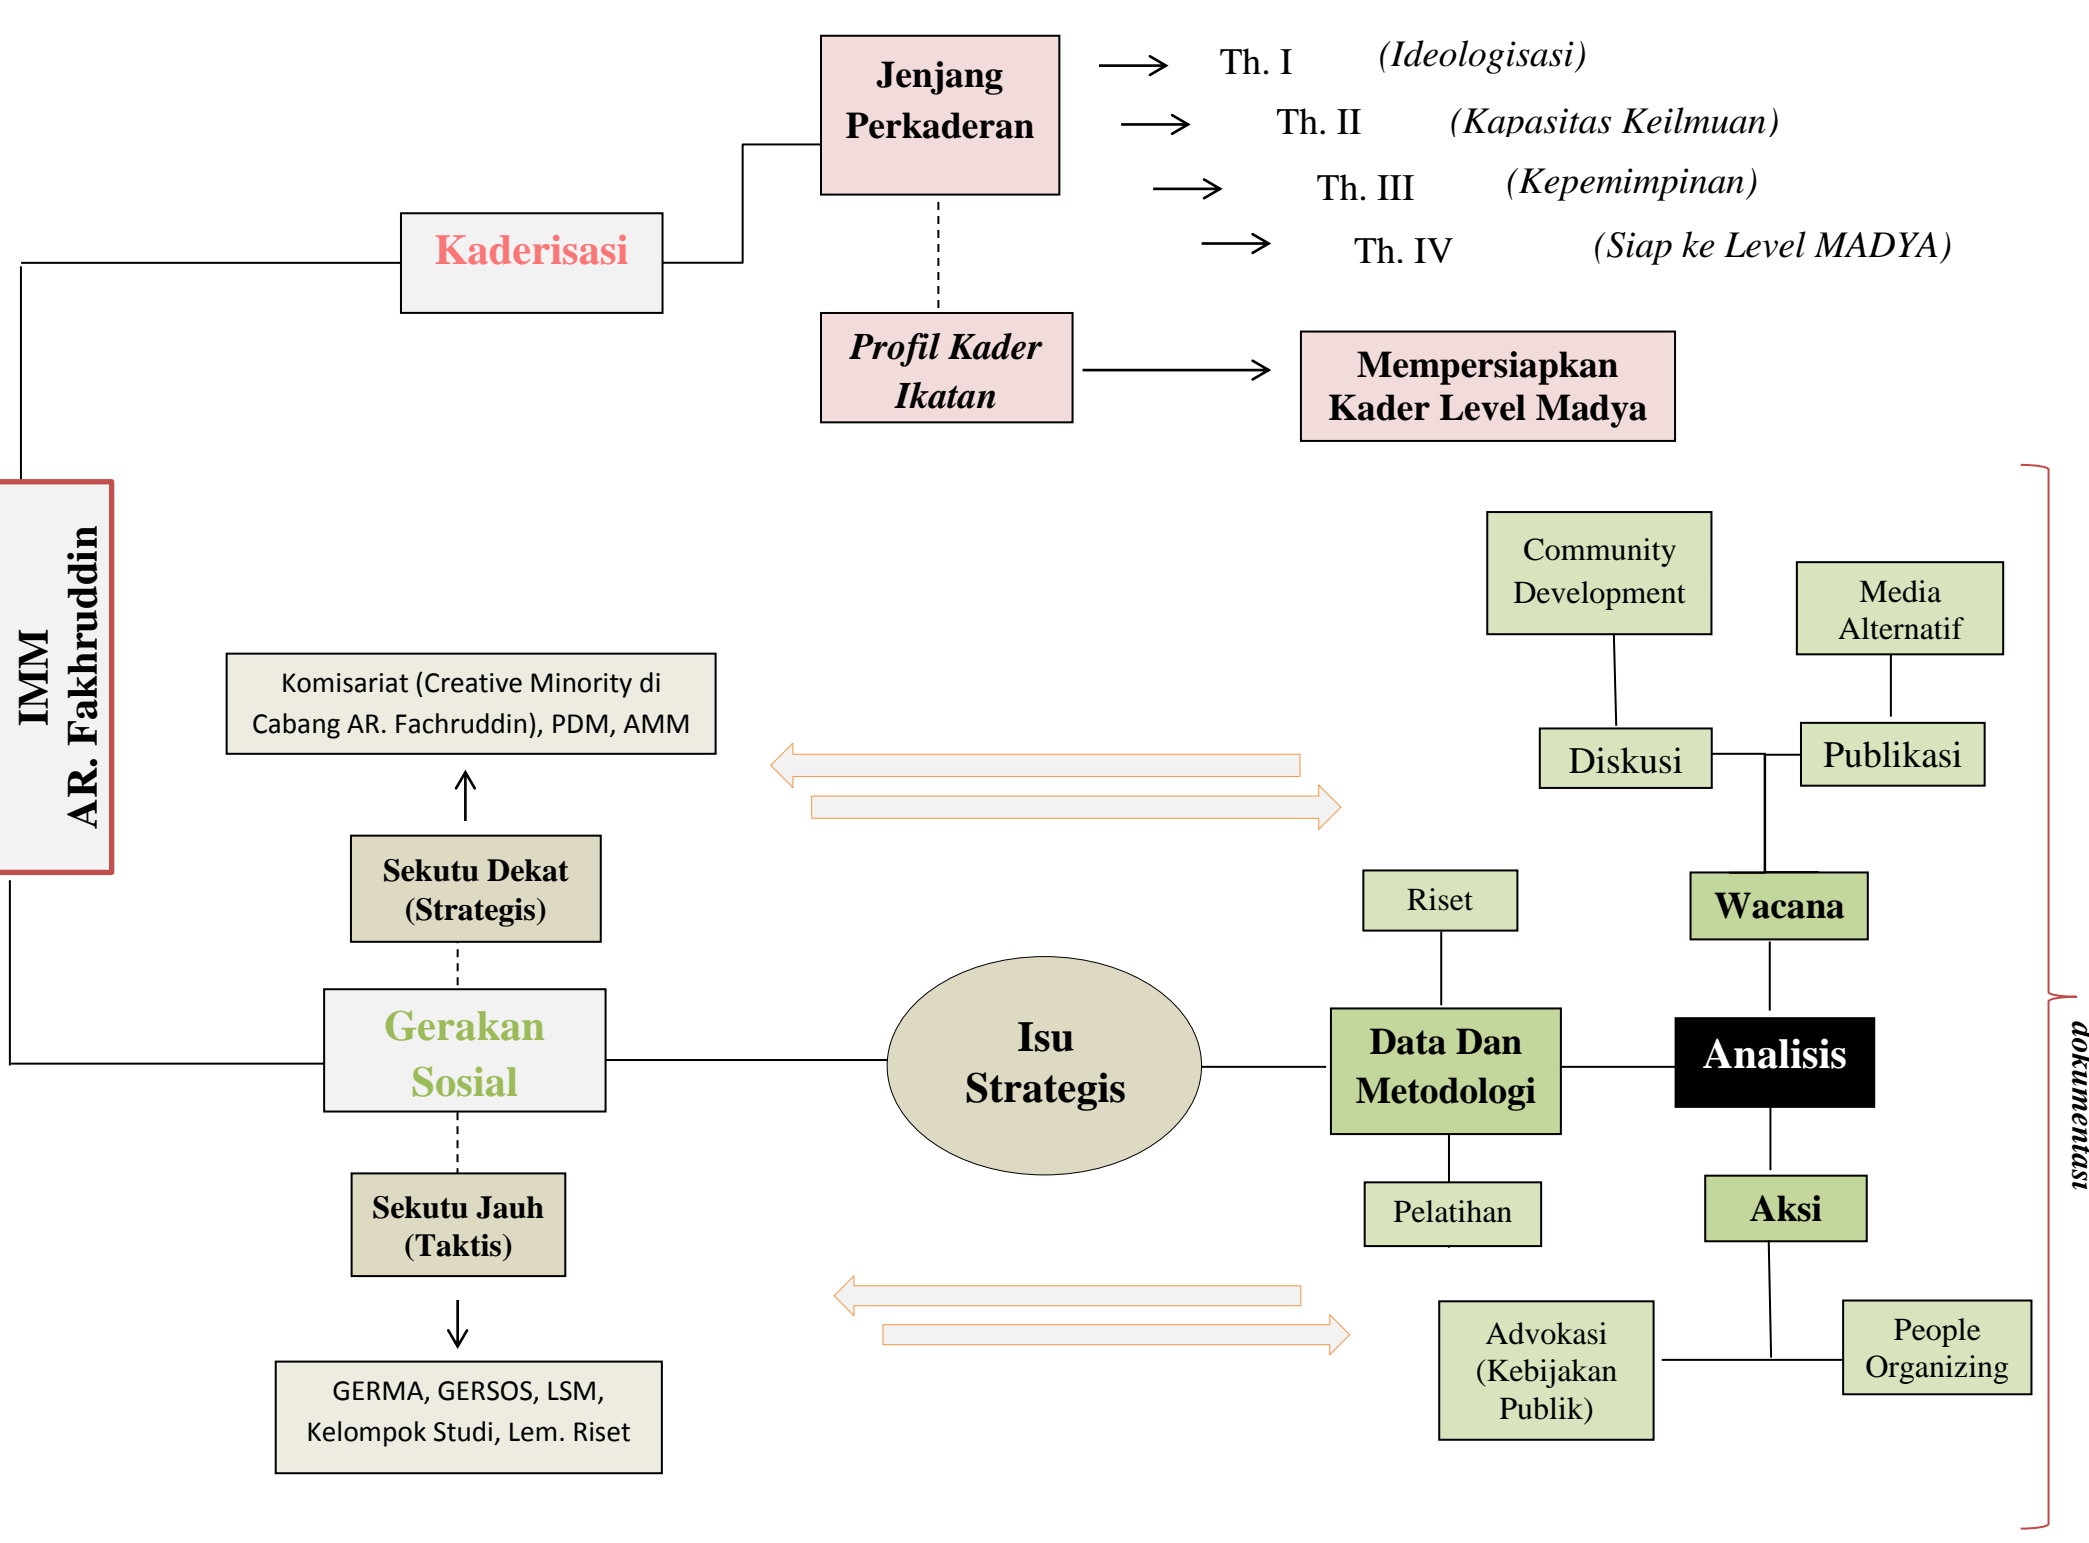 Jenjang
Perkaderan
Th. I (Ideologisasi)
Th. II (Kapasitas Keilmuan)
Th. III (Kepemimpinan)
Th. IV (Siap ke Level MADYA)
Kaderisasi
Profil Kader
Ikatan
Mempersiapkan
Kader Level Madya
IMM
AR. Fakhruddin
Komisariat (Creative Minority di
Cabang AR. Fachruddin), PDM, AMM
Sekutu Dekat
(Strategis)
Gerakan
Sosial
Sekutu Jauh
(Taktis)
GERMA, GERSOS, LSM,
Kelompok Studi, Lem. Riset
Isu
Strategis
Community
Development
Media
Alternatif
Diskusi
Publikasi
Riset
Wacana
Data Dan
Metodologi
Analisis
Pelatihan
Aksi
Advokasi
(Kebijakan
Publik)
People
Organizing
dokumentasi